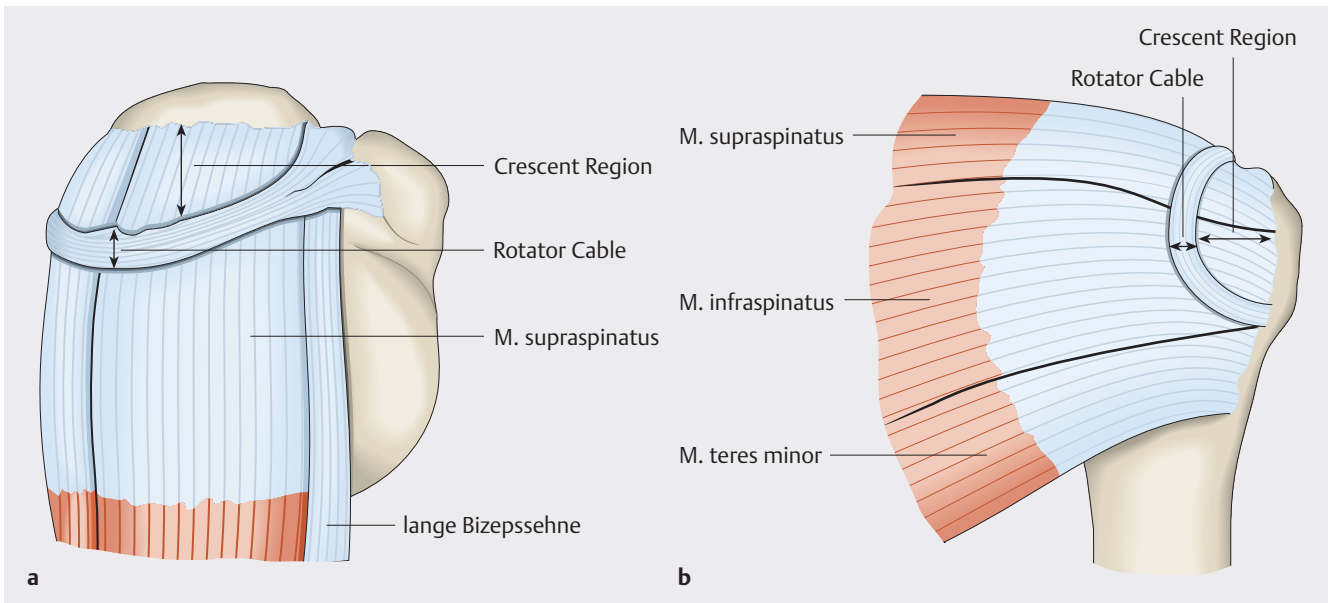 Crescent Region
Rotator Cable
M. supraspinatus
lange Bizepssehne
a
Crescent Region
Rotator Cable
M. supraspinatus
M. infraspinatus
M. teres minor
b